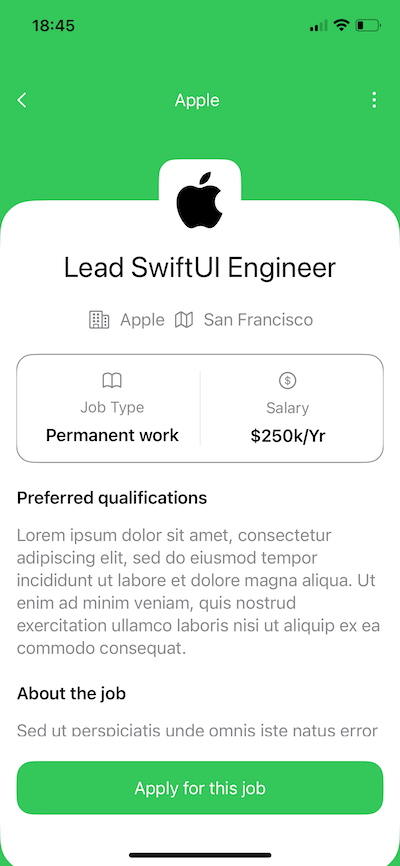 18:45
Apple
Lead SwiftUI Engineer
Apple San Francisco
Job Type
Salary
Permanent work
$250k/Yr
Preferred qualifications
Lorem ipsum dolor sit amet, consectetur
adipiscing elit, sed do eiusmod tempor
incididunt ut labore et dolore magna aliqua. Ut
enim ad minim veniam, quis nostrud
exercitation ullamco laboris nisi ut aliquip ex ea
commodo consequat.
About the job
Sed ut perspiciatis unde omnis iste natus error
Apply for this job